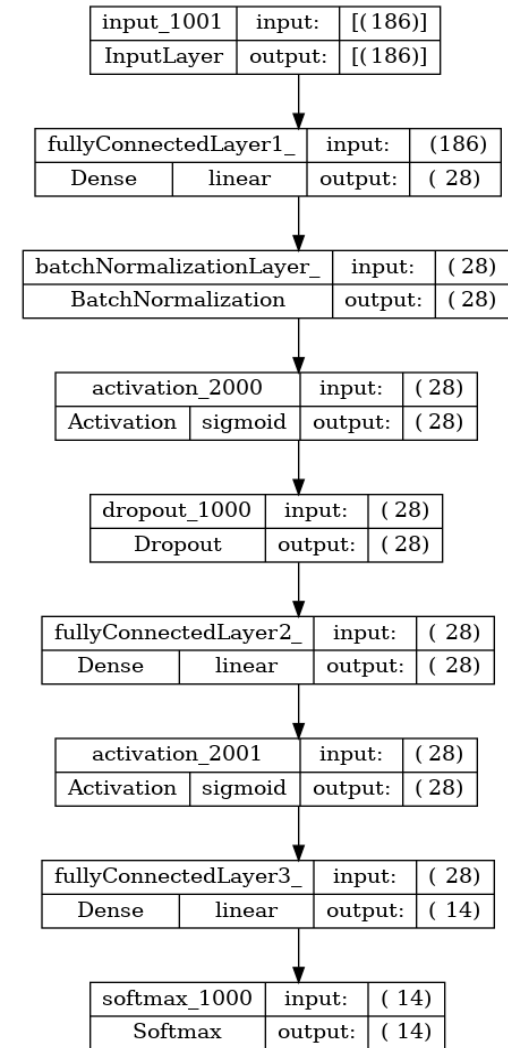 input_1001 input: [(186)]
InputLayer output: [(186)]
fullyConnectedLayer1_ input: (186)
Dense linear output: ( 28)
batchNormalizationLayer_ input: ( 28)
BatchNormalization output: ( 28)
activation_2000 input: ( 28)
Activation sigmoid output: ( 28)
dropout_1000 input: ( 28)
Dropout output: ( 28)
fullyConnectedLayer2_ input: ( 28)
Dense linear output: ( 28)
activation_2001 input: ( 28)
Activation sigmoid output: ( 28)
fullyConnectedLayer3_ input: ( 28)
Dense linear output: ( 14)
softmax_1000 input: ( 14)
Softmax output: ( 14)